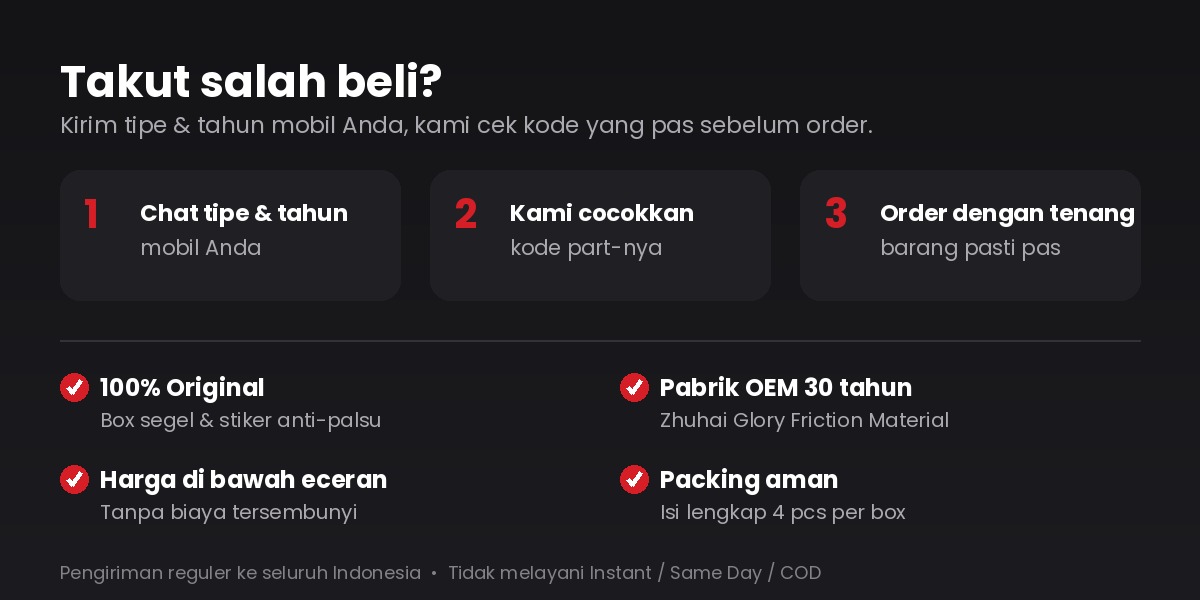 Takut salah beli?
Kirim tipe & tahun mobil Anda, kami cek kode yang pas sebelum order.
1
Chat tipe & tahun
mobil Anda
2
Kami cocokkan
kode part-nya
3
Order dengan tenang
barang pasti pas
100% Original
Box segel & stiker anti-palsu
Pabrik OEM 30 tahun
Zhuhai Glory Friction Material
Harga di bawah eceran
Tanpa biaya tersembunyi
Packing aman
Isi lengkap 4 pcs per box
Pengiriman reguler ke seluruh Indonesia • Tidak melayani Instant / Same Day / COD